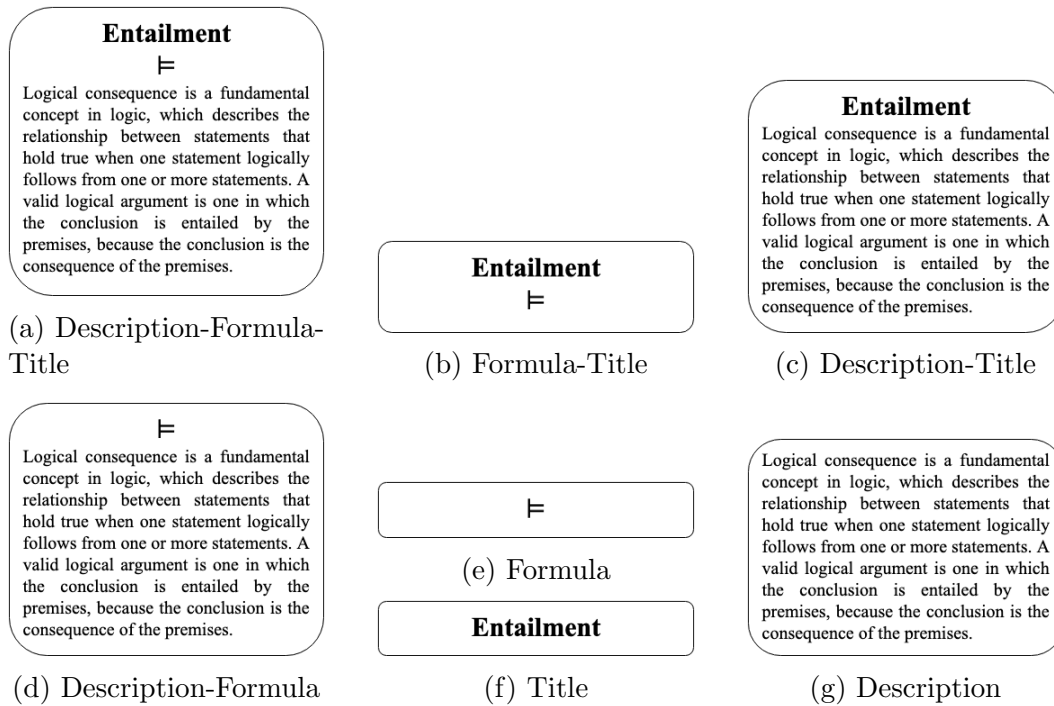 Entailment
⊨
Logical consequence is a fundamental
concept in logic, which describes the
relationship between statements that
hold true when one statement logically
follows from one or more statements. A
valid logical argument is one in which
the conclusion is entailed by the
premises, because the conclusion is the
consequence of the premises.
(a) Description-Formula-
Title
Entailment
⊨
(b) Formula-Title
Entailment
Logical consequence is a fundamental
concept in logic, which describes the
relationship between statements that
hold true when one statement logically
follows from one or more statements. A
valid logical argument is one in which
the conclusion is entailed by the
premises, because the conclusion is the
consequence of the premises.
(c) Description-Title
⊨
Logical consequence is a fundamental
concept in logic, which describes the
relationship between statements that
hold true when one statement logically
follows from one or more statements. A
valid logical argument is one in which
the conclusion is entailed by the
premises, because the conclusion is the
consequence of the premises.
(d) Description-Formula
⊨
(e) Formula
Entailment
(f) Title
Logical consequence is a fundamental
concept in logic, which describes the
relationship between statements that
hold true when one statement logically
follows from one or more statements. A
valid logical argument is one in which
the conclusion is entailed by the
premises, because the conclusion is the
consequence of the premises.
(g) Description